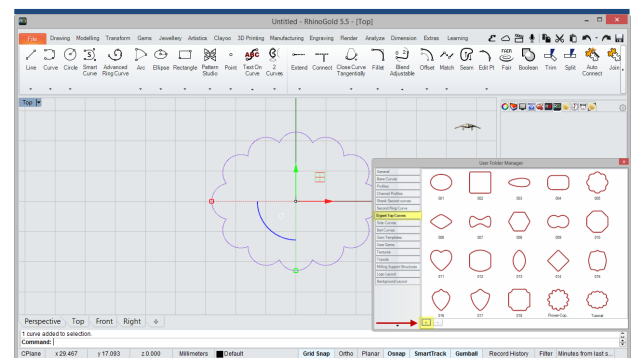 Untitled - RhinoGold 5.5 - [Top]
File Drawing Modelling Transform Gems Jewellery Artistics Clayoo 3D Printing Manufacturing Engraving Render Analyze Dimension Extras Learning
ABC
FAIR
Line Curve Circle Smart Curve Advanced Ring Curve Arc Ellipse Rectangle Pattern Studio Point Text On Curve 2 Curves Extend Connect Close Curve Tangentially Fillet Blend Adjustable Offset Match Seam Edit Pt Fair Boolean Trim Split Auto Connect Join
Top
User Folder Manager
General
Base Curves
Profiles
Channel Profiles
Shank Second curves
Second Ring Curve
Signet Top Curves
Side Curves
Bail Curves
User Templates
User Gems
Textures
Travels
Milling Support Structures
Logo Layout
Background Layout
001 002 003 004 005
006 007 008 009 010
011 012 013 014 015
016 017 018 Flower-Cup.. Tutorial
Perspective Top Front Right
1 curve added to selection.
Command:
CPlane x 29.467 y 17.093 z 0.000 Millimeters Default Grid Snap Ortho Planar Osnap SmartTrack Gumball Record History Filter Minutes from last s...